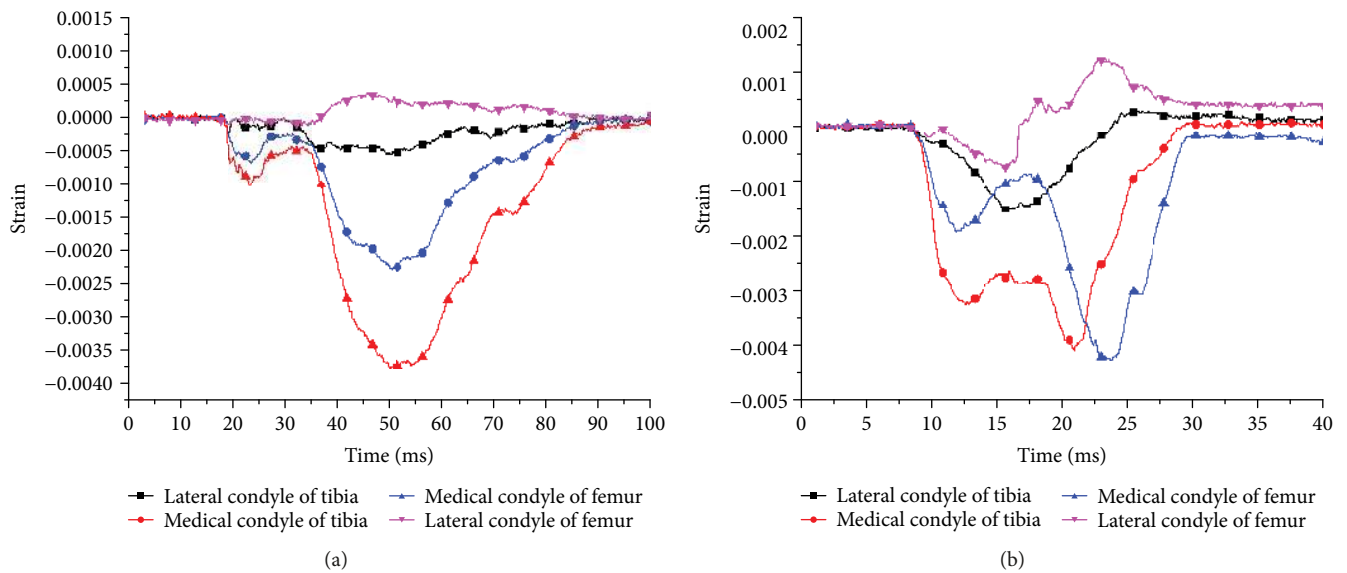 0.0015
0.0010
0.0005
0.0000
−0.0005
−0.0010
−0.0015
−0.0020
−0.0025
−0.0030
−0.0035
−0.0040
Strain
0 10 20 30 40 50 60 70 80 90 100
Time (ms)
Lateral condyle of tibia
Medical condyle of tibia
Medical condyle of femur
Lateral condyle of femur
(a)
0.002
0.001
0.000
−0.001
−0.002
−0.003
−0.004
−0.005
Strain
0 5 10 15 20 25 30 35 40
Time (ms)
Lateral condyle of tibia
Medical condyle of tibia
Medical condyle of femur
Lateral condyle of femur
(b)